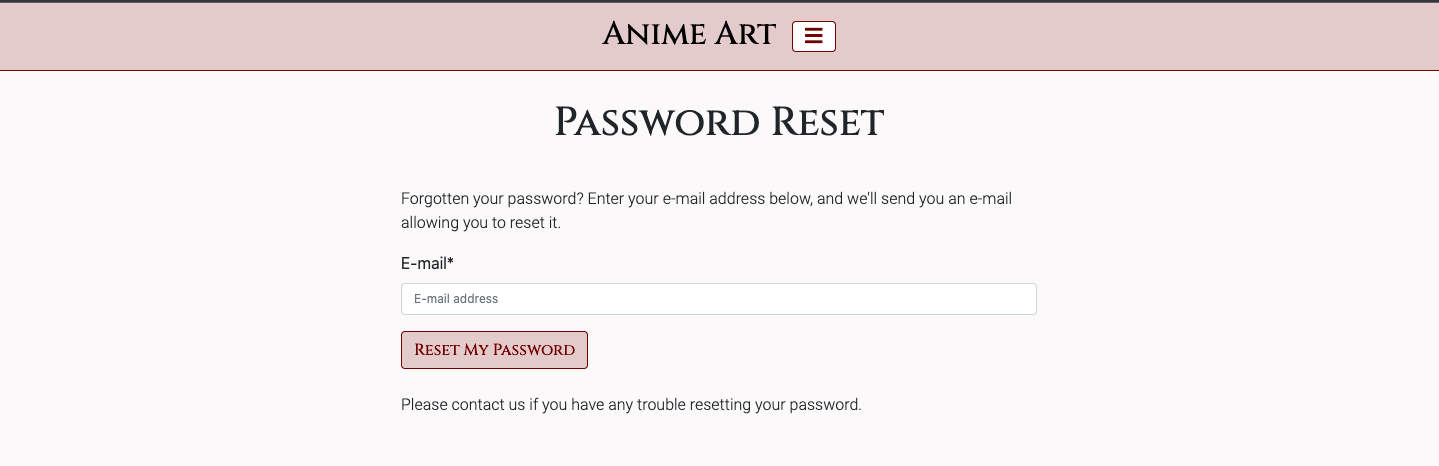 Anime Art
Password Reset
Forgotten your password? Enter your e-mail address below, and we'll send you an e-mail
allowing you to reset it.
E-mail*
E-mail address
Reset My Password
Please contact us if you have any trouble resetting your password.